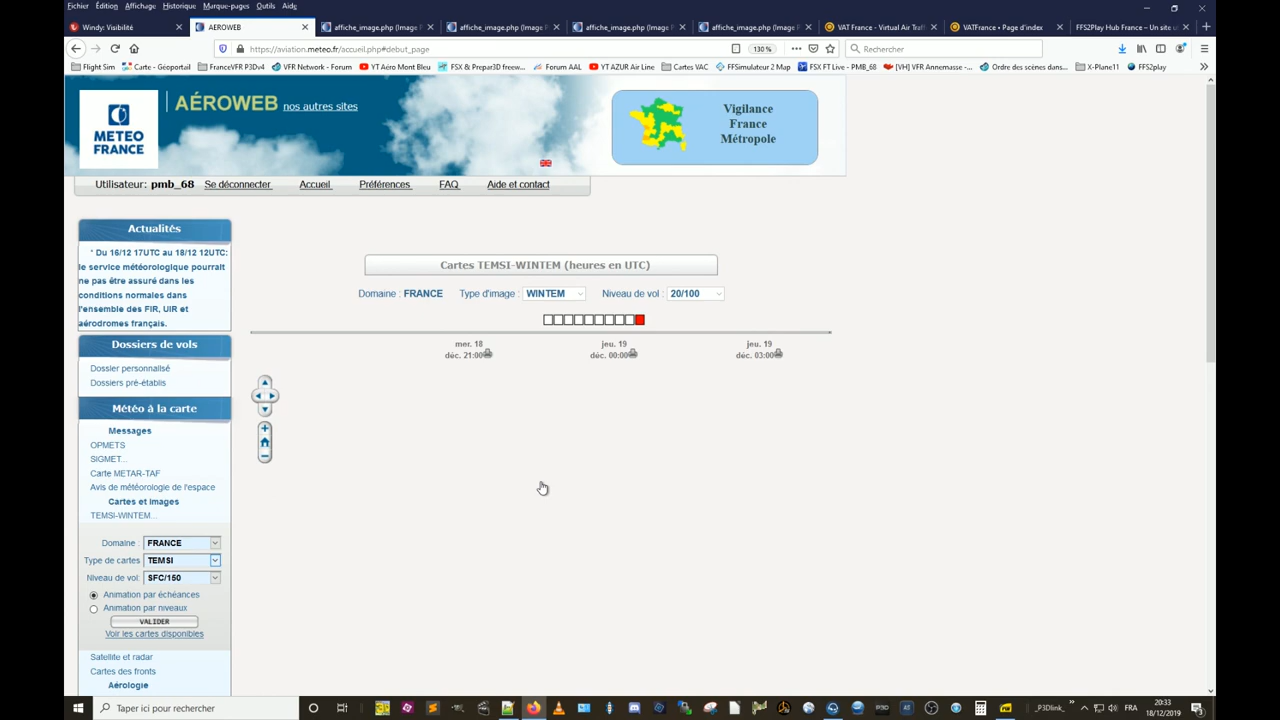 Fichier Édition Affichage Historique Marque-pages Outils Aide
Windy: Visibilité AEROWEB affiche_image.php (Image F affiche_image.php (Image affiche_image.php (Image affiche_image.php (Image VATFrance • Page d'index FFS2Play Hub France – Un site
https://aviation.meteo.fr/accueil.php#debut_page 130 % Rechercher
Flight Sim Carte - Géoportail FranceVFR P3Dv4 VFR Network - Forum YT Aéro Mont Bleu FSX & Prepar3D freew... Forum AAL YT AZUR Air Line Cartes VAC FFSimulateur 2 Map FSX FT Live - PMB_68 [VH] VFR Annemasse -... Ordre des scènes dans... X-Plane11 FFS2play
METEO
FRANCE
AÉROWEB nos autres sites
Vigilance
France
Métropole
Utilisateur: pmb_68 Se déconnecter Accueil Préférences FAQ Aide et contact
Actualités
* Du 16/12 17UTC au 18/12 12UTC:
le service météorologique pourrait
ne pas être assuré dans les
conditions normales dans
l'ensemble des FIR, UIR et
aérodromes français.
Dossiers de vols
Dossier personnalisé
Dossiers pré-établis
Météo à la carte
Messages
OPMETS
SIGMET...
Carte METAR-TAF
Avis de météorologie de l'espace
Cartes et images
TEMSI-WINTEM...
Domaine : FRANCE
Type de cartes TEMSI
Niveau de vol: SFC/150
Animation par échéances
Animation par niveaux
VALIDER
Voir les cartes disponibles
Satellite et radar
Cartes des fronts
Aérologie
Cartes TEMSI-WINTEM (heures en UTC)
Domaine : FRANCE Type d'image : WINTEM Niveau de vol : 20/100
mer. 18
déc. 21:00
jeu. 19
déc. 00:00
jeu. 19
déc. 03:00
Taper ici pour rechercher
_P3Dlink_ FRA
20:33
18/12/2019